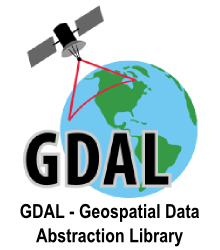 GDAL
GDAL - Geospatial Data
Abstraction Library